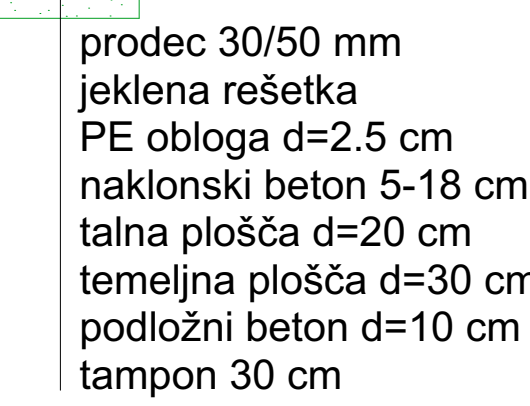 prodec 30/50 mm
jeklena rešetka
PE obloga d=2.5 cm
naklonski beton 5-18 cm
talna plošča d=20 cm
temeljna plošča d=30 cm
podložni beton d=10 cm
tampon 30 cm